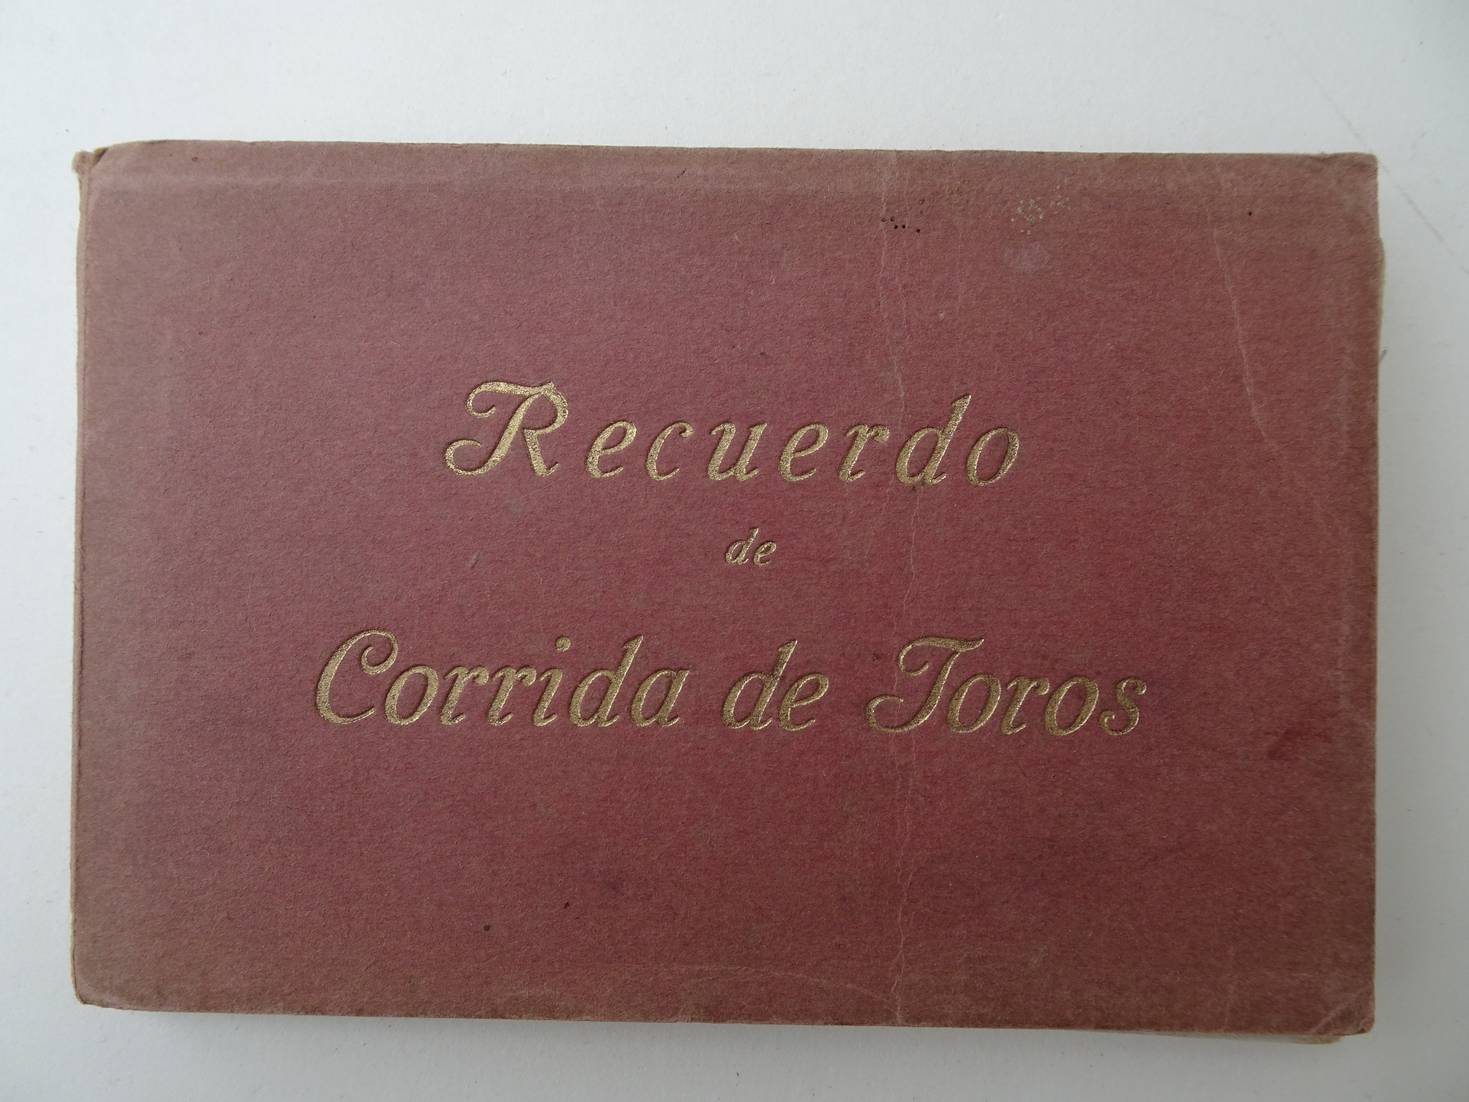 Recuerdo
de
Corrida de Toros